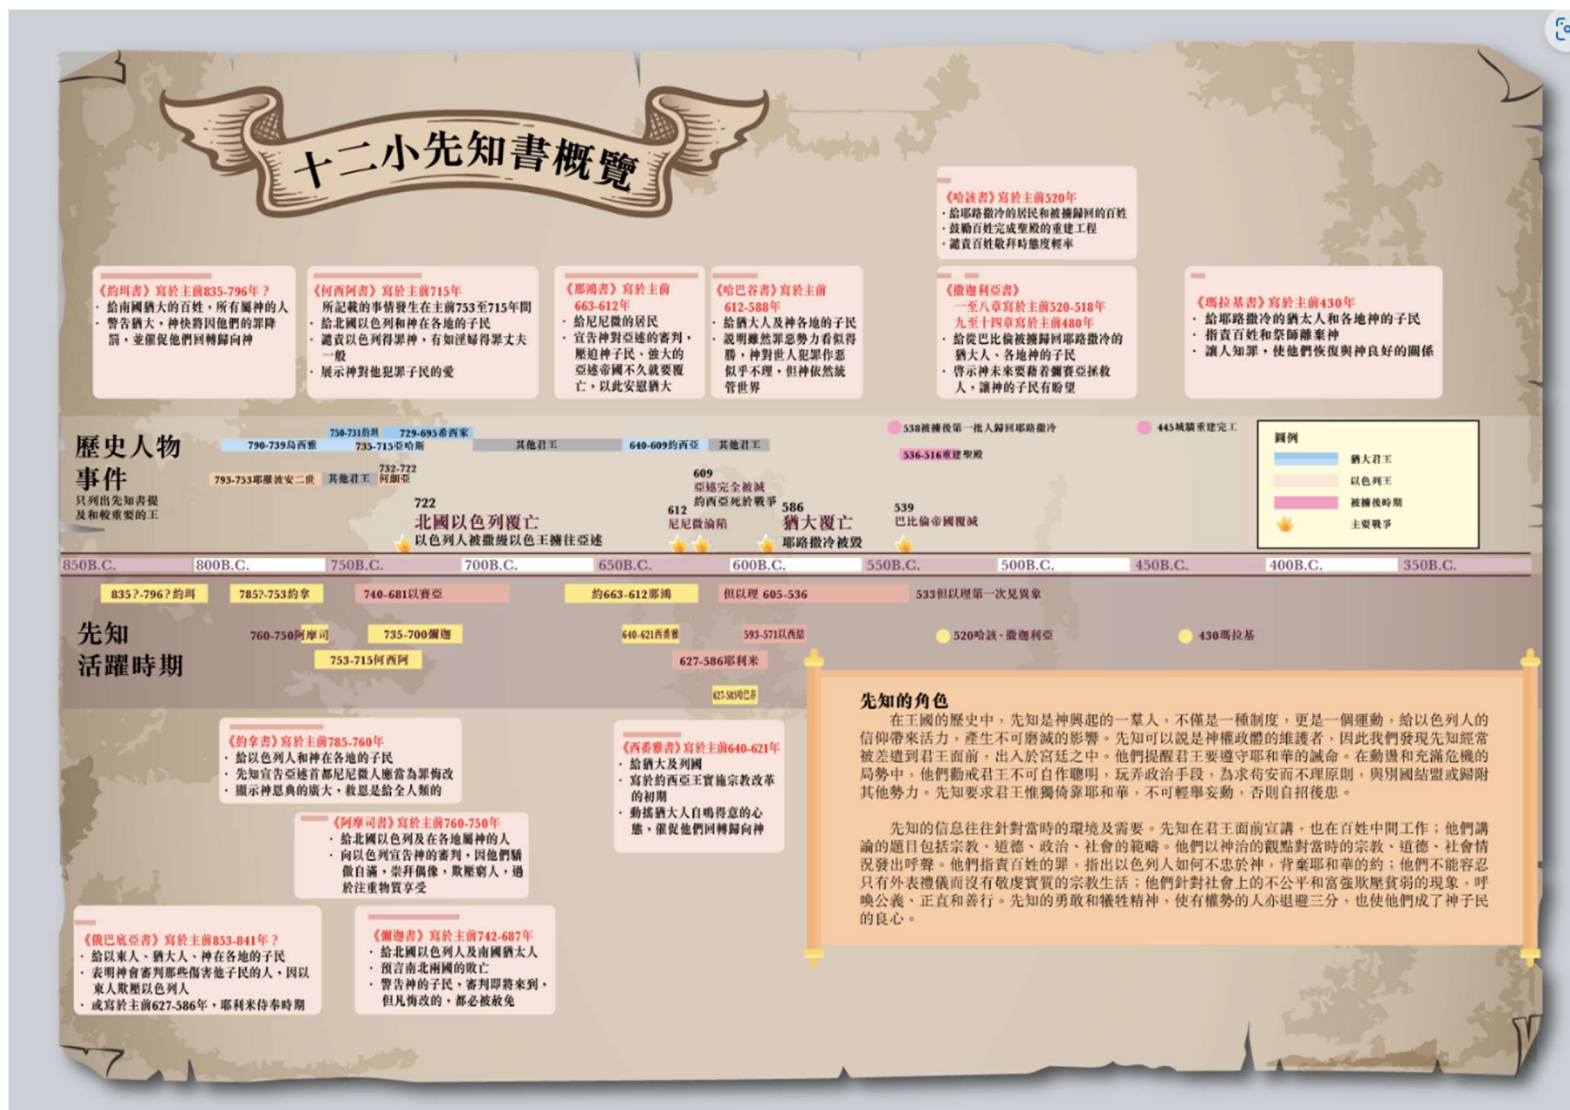 十二小先知書概覽
《哈該書》寫於主前520年
· 給耶路撒冷的居民和被擄歸回的百姓
· 鼓勵百姓完成聖殿的重建工程
· 譴責百姓敬拜時態度輕率
《約珥書》寫於主前835-796年？
· 給南國猶大的百姓，所有屬神的人
· 警告猶大，神快將因他們的罪降
罰，並催促他們回轉歸向神
《何西阿書》寫於主前715年
所記載的事情發生在主前753至715年間
· 給北國以色列和神在各地的子民
· 譴責以色列得罪神，有如淫婦得罪丈夫
一般
· 展示神對他犯罪子民的愛
《那鴻書》寫於主前
663-612年
· 給尼尼微的居民
· 宣告神對亞述的審判，
壓迫神子民、強大的
亞述帝國不久就要覆
亡，以此安慰猶大
《哈巴谷書》寫於主前
612-588年
· 給猶大人及神各地的子民
· 說明雖然罪惡勢力看似得
勝，神對世人犯罪作惡
似乎不理，但神依然統
管世界
《撒迦利亞書》
一至八章寫於主前520-518年
九至十四章寫於主前480年
· 給從巴比倫被擄歸回耶路撒冷的
猶大人、各地神的子民
· 啓示神未來要藉着彌賽亞拯救
人，讓神的子民有盼望
《瑪拉基書》寫於主前430年
· 給耶路撒冷的猶太人和各地神的子民
· 指責百姓和祭師離棄神
· 讓人知罪，使他們恢復與神良好的關係
歷史人物
事件
只列出先知書提
及和較重要的王
750-731約坦
729-695希西家
790-739烏西雅
735-715亞哈斯
其他君王
640-609約西亞
其他君王
793-753耶羅波安二世
其他君王
732-722
何細亞
538被擄後第一批人歸回耶路撒冷
445城牆重建完工
536-516重建聖殿
722
北國以色列覆亡
以色列人被撒縵以色王擄往亞述
609
亞述完全被滅
約西亞死於戰爭
612
尼尼微淪陷
586
猶大覆亡
耶路撒冷被毀
539
巴比倫帝國覆滅
圖例
猶大君王
以色列王
被擄後時期
主要戰爭
850B.C. 800B.C. 750B.C. 700B.C. 650B.C. 600B.C. 550B.C. 500B.C. 450B.C. 400B.C. 350B.C.
先知
活躍時期
835?-796?約珥
785?-753約拿
740-681以賽亞
約663-612那鴻
但以理 605-536
533但以理第一次見異象
760-750阿摩司
735-700彌迦
640-621西番雅
593-571以西結
520哈該、撒迦利亞
430瑪拉基
753-715何西阿
627-586耶利米
《約拿書》寫於主前785-760年
· 給以色列人和神在各地的子民
· 先知宣告亞述首都尼尼微人應當為罪悔改
· 顯示神恩典的廣大，救恩是給全人類的
《阿摩司書》寫於主前760-750年
· 給北國以色列及在各地屬神的人
· 向以色列宣告神的審判，因他們驕
傲自滿，崇拜偶像，欺壓窮人，過
於注重物質享受
《俄巴底亞書》寫於主前853-841年？
· 給以東人、猶大人、神在各地的子民
· 表明神會審判那些傷害他子民的人，因以
東人欺壓以色列人
· 或寫於主前627-586年，耶利米侍奉時期
《彌迦書》寫於主前742-687年
· 給北國以色列人及南國猶太人
· 預言南北兩國的敗亡
· 警告神的子民，審判即將來到，
但凡悔改的，都必被赦免
《西番雅書》寫於主前640-621年
· 給猶大及列國
· 寫於約西亞王實施宗教改革
的初期
· 動搖猶大人自鳴得意的心
態，催促他們回轉歸向神
先知的角色
在王國的歷史中，先知是神興起的一羣人，不僅是一種制度，更是一個運動，給以色列人的
信仰帶來活力，產生不可磨滅的影響。先知可以說是神權政體的維護者，因此我們發現先知經常
被差遣到君王面前，出入於宮廷之中。他們提醒君王要遵守耶和華的誡命。在動盪和充滿危機的
局勢中，他們勸戒君王不可自作聰明，玩弄政治手段，為求苟安而不理原則，與別國結盟或歸附
其他勢力。先知要求君王惟獨倚靠耶和華，不可輕舉妄動，否則自招後患。
先知的信息往往針對當時的環境及需要。先知在君王面前宣講，也在百姓中間工作；他們講
論的題目包括宗教、道德、政治、社會的範疇。他們以神治的觀點對當時的宗教、道德、社會情
況發出呼聲。他們指責百姓的罪，指出以色列人如何不忠於神，背棄耶和華的約；他們不能容忍
只有外表禮儀而沒有敬虔實質的宗教生活；他們針對社會上的不公平和富強欺壓貧弱的現象，呼
喚公義、正直和善行。先知的勇敢和犧牲精神，使有權勢的人亦退避三分，也使他們成了神子民
的良心。